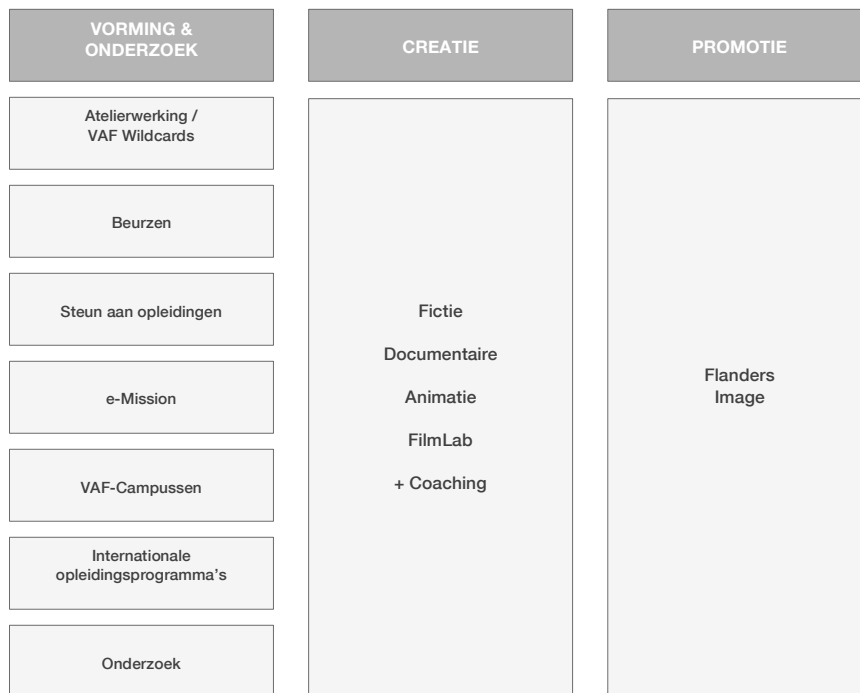 VORMING &
ONDERZOEK
Atelierwerking /
VAF Wildcards
Beurzen
Steun aan opleidingen
e-Mission
VAF-Campussen
Internationale
opleidingsprogramma's
Onderzoek
CREATIE
Fictie
Documentaire
Animatie
FilmLab
+ Coaching
PROMOTIE
Flanders
Image